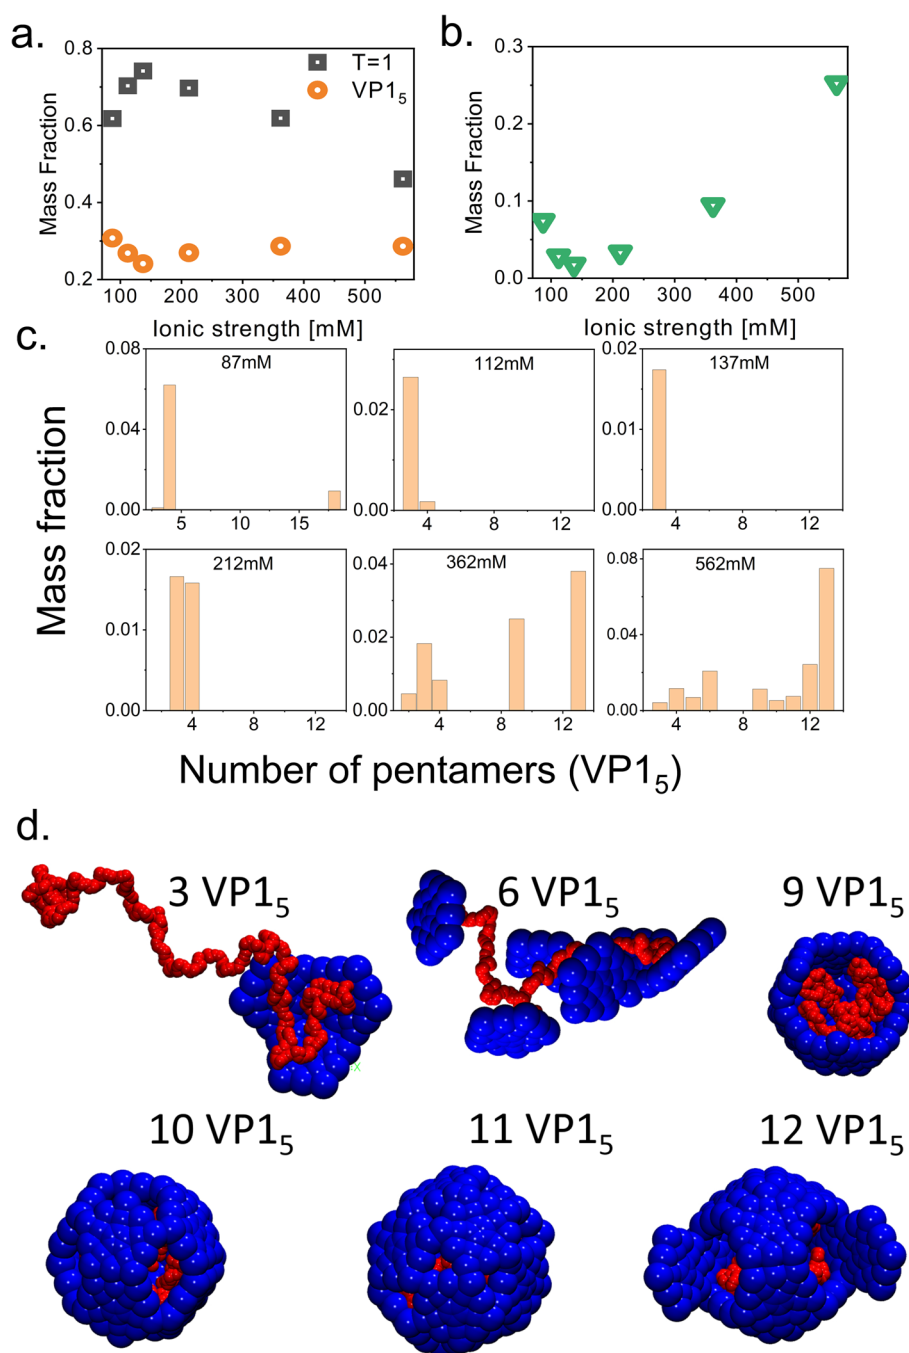 a.
b.
0.8
0.6
0.4
0.2
Mass Fraction
T=1
VP1₅
100 200 300 400 500
Ionic strength [mM]
0.3
0.2
0.1
0.0
Mass Fraction
100 200 300 400 500
Ionic strength [mM]
c.
Mass fraction
87mM
0.08
0.04
0.00
5 10 15
112mM
0.02
0.00
4 8 12
137mM
0.02
0.01
0.00
4 8 12
212mM
0.02
0.01
0.00
4 8 12
362mM
0.04
0.02
0.00
4 8 12
562mM
0.08
0.04
0.00
4 8 12
Number of pentamers (VP1₅)
d.
3 VP1₅
6 VP1₅
9 VP1₅
X
10 VP1₅
11 VP1₅
12 VP1₅